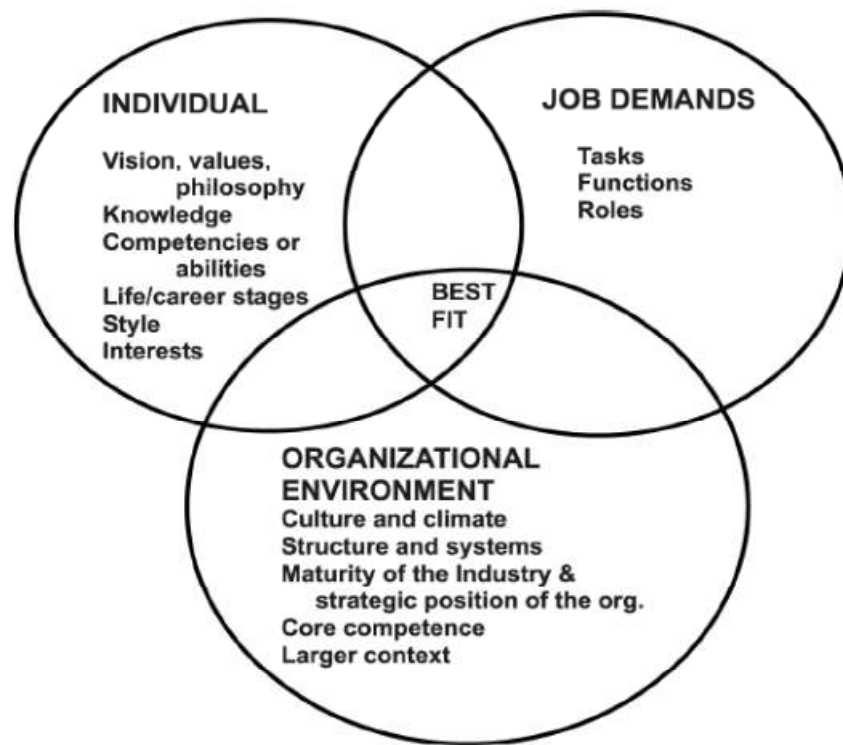 INDIVIDUAL
Vision, values,
philosophy
Knowledge
Competencies or
abilities
Life/career stages
Style
Interests
JOB DEMANDS
Tasks
Functions
Roles
BEST
FIT
ORGANIZATIONAL
ENVIRONMENT
Culture and climate
Structure and systems
Maturity of the Industry &
strategic position of the org.
Core competence
Larger context